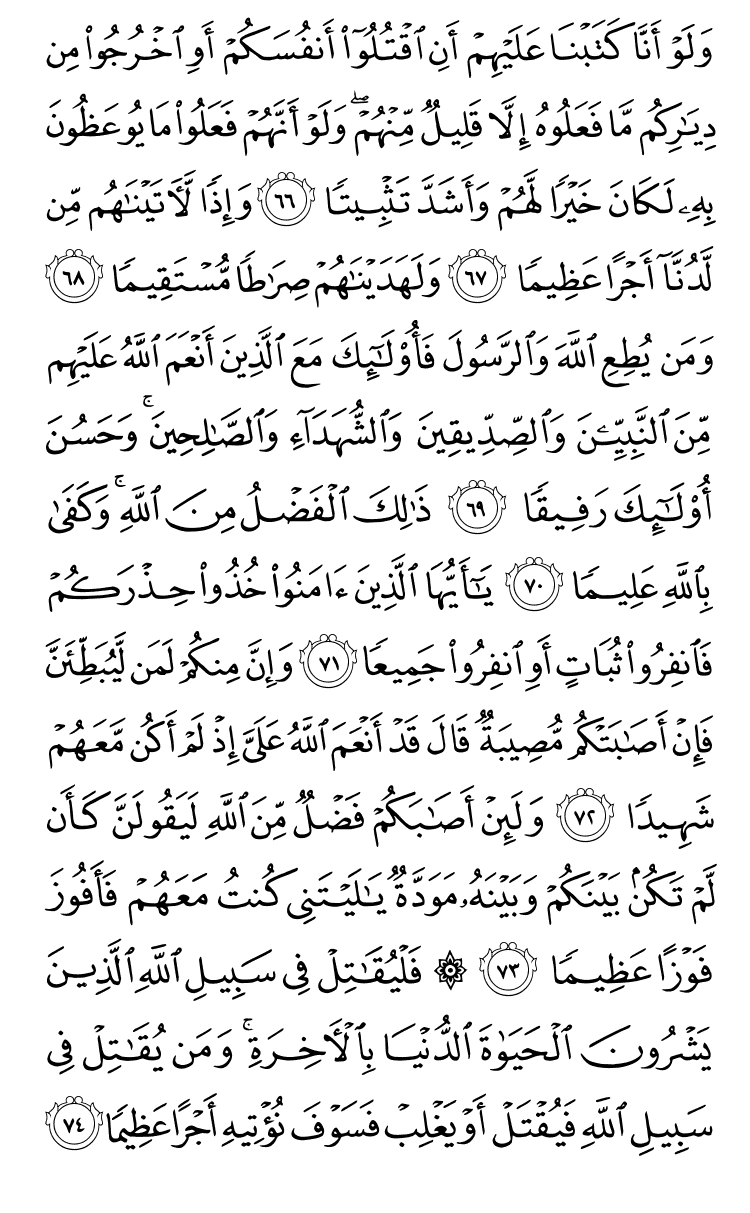 وَلَوْ أَنَّا كَتَبْنَا عَلَيْهِمْ أَنِ ٱقْتُلُوٓا۟ أَنفُسَكُمْ أَوِ ٱخْرُجُوا۟ مِن
دِيَٰرِكُم مَّا فَعَلُوهُ إِلَّا قَلِيلٌ مِّنْهُمْ ۖ وَلَوْ أَنَّهُمْ فَعَلُوا۟ مَا يُوعَظُونَ
بِهِۦ لَكَانَ خَيْرًا لَّهُمْ وَأَشَدَّ تَثْبِيتًا ٦٦ وَإِذًا لَّءَاتَيْنَٰهُم مِّن
لَّدُنَّآ أَجْرًا عَظِيمًا ٦٧ وَلَهَدَيْنَٰهُمْ صِرَٰطًا مُّسْتَقِيمًا ٦٨
وَمَن يُطِعِ ٱللَّهَ وَٱلرَّسُولَ فَأُو۟لَٰٓئِكَ مَعَ ٱلَّذِينَ أَنْعَمَ ٱللَّهُ عَلَيْهِم
مِّنَ ٱلنَّبِيِّـۧنَ وَٱلصِّدِّيقِينَ وَٱلشُّهَدَآءِ وَٱلصَّٰلِحِينَ ۚ وَحَسُنَ
أُو۟لَٰٓئِكَ رَفِيقًا ٦٩ ذَٰلِكَ ٱلْفَضْلُ مِنَ ٱللَّهِ ۚ وَكَفَىٰ
بِٱللَّهِ عَلِيمًا ٧٠ يَٰٓأَيُّهَا ٱلَّذِينَ ءَامَنُوا۟ خُذُوا۟ حِذْرَكُمْ
فَٱنفِرُوا۟ ثُبَاتٍ أَوِ ٱنفِرُوا۟ جَمِيعًا ٧١ وَإِنَّ مِنكُمْ لَمَن لَّيُبَطِّئَنَّ
فَإِنْ أَصَٰبَتْكُم مُّصِيبَةٌ قَالَ قَدْ أَنْعَمَ ٱللَّهُ عَلَىَّ إِذْ لَمْ أَكُن مَّعَهُمْ
شَهِيدًا ٧٢ وَلَئِنْ أَصَٰبَكُمْ فَضْلٌ مِّنَ ٱللَّهِ لَيَقُولَنَّ كَأَن
لَّمْ تَكُنۢ بَيْنَكُمْ وَبَيْنَهُۥ مَوَدَّةٌ يَٰلَيْتَنِى كُنتُ مَعَهُمْ فَأَفُوزَ
فَوْزًا عَظِيمًا ٧٣ ۞ فَلْيُقَٰتِلْ فِى سَبِيلِ ٱللَّهِ ٱلَّذِينَ
يَشْرُونَ ٱلْحَيَوٰةَ ٱلدُّنْيَا بِٱلْءَاخِرَةِ ۚ وَمَن يُقَٰتِلْ فِى
سَبِيلِ ٱللَّهِ فَيُقْتَلْ أَوْ يَغْلِبْ فَسَوْفَ نُؤْتِيهِ أَجْرًا عَظِيمًا ٧٤